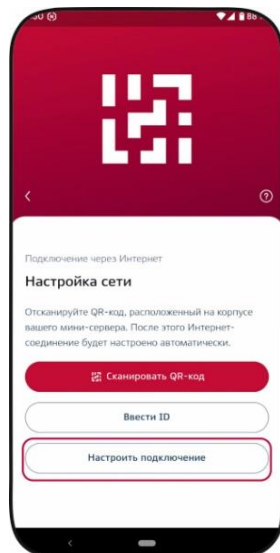 Подключение через Интернет
Настройка сети
Отсканируйте QR-код, расположенный на корпусе
вашего мини-сервера. После этого Интернет-
соединение будет настроено автоматически.
Сканировать QR-код
Ввести ID
Настроить подключение